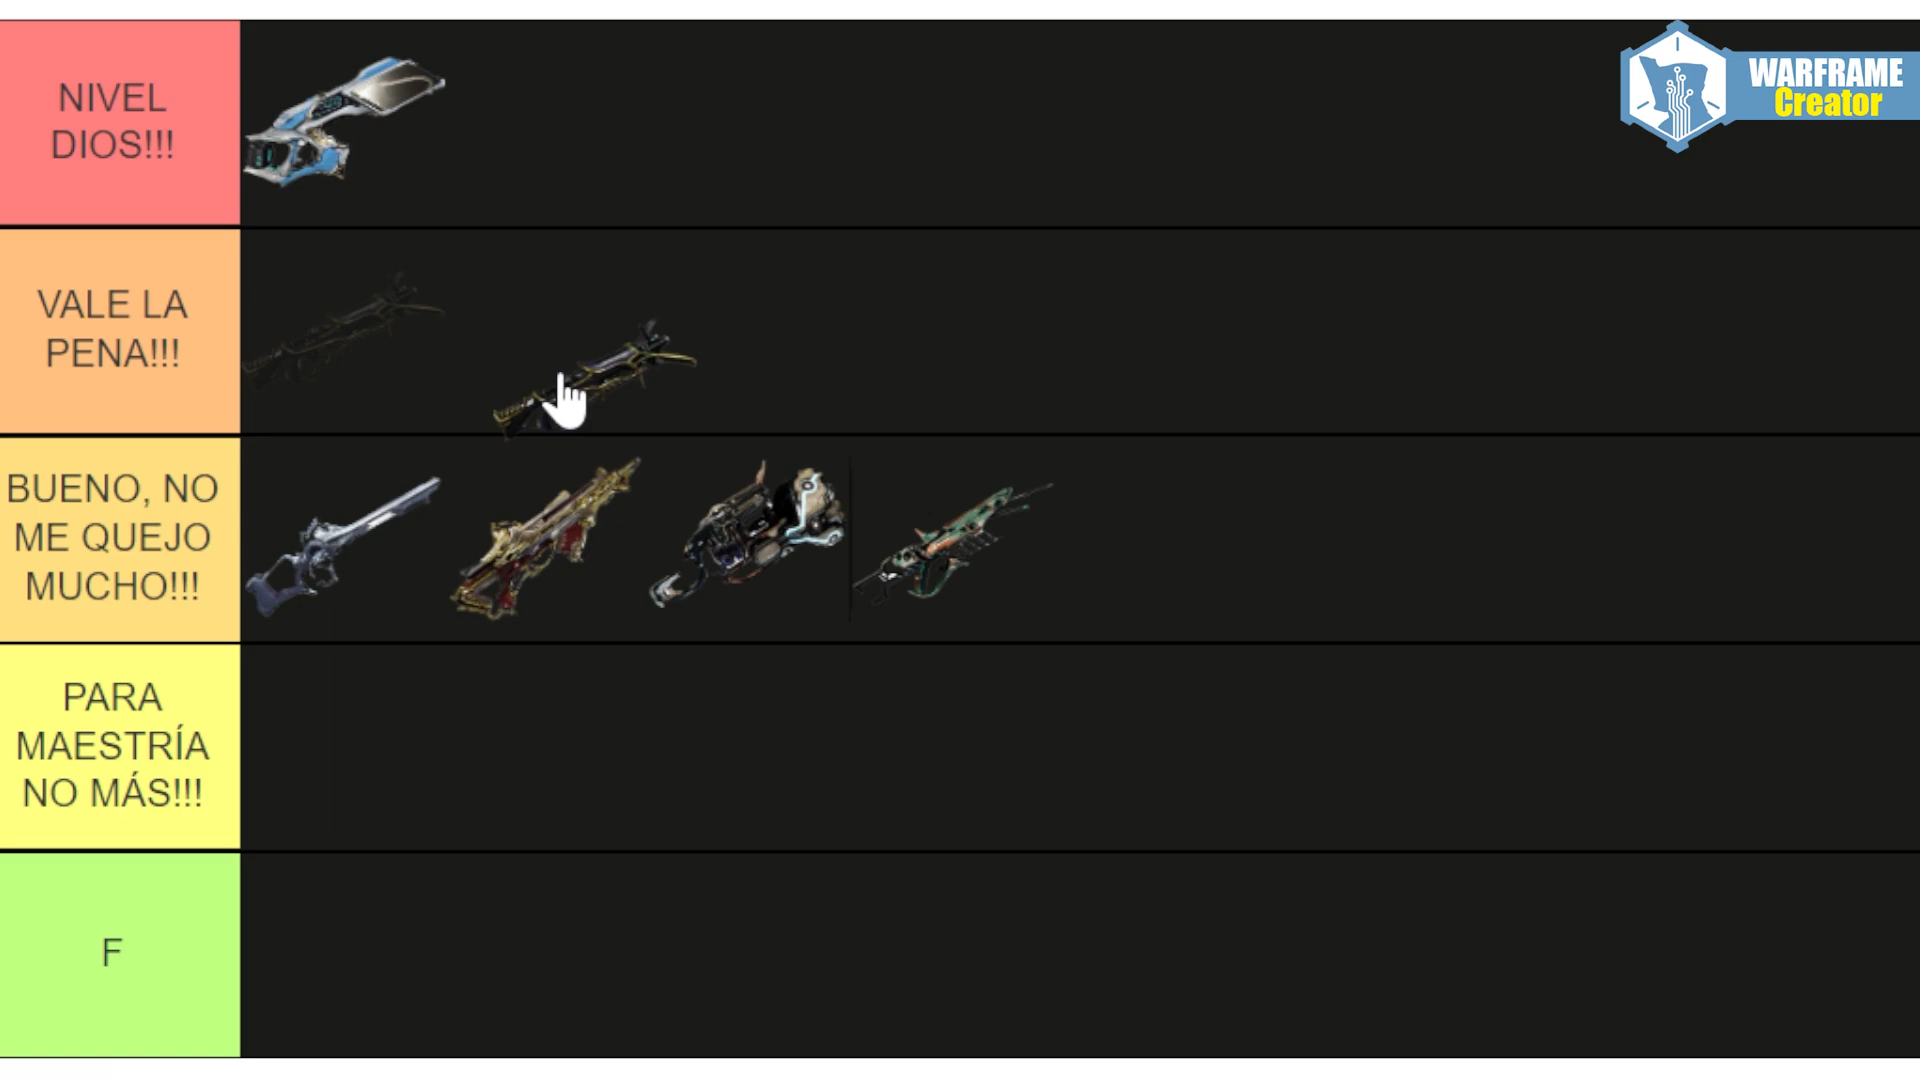 NIVEL
DIOS!!!
WARFRAME
Creator
VALE LA
PENA!!!
BUENO, NO
ME QUEJO
MUCHO!!!
PARA
MAESTRÍA
NO MÁS!!!
F